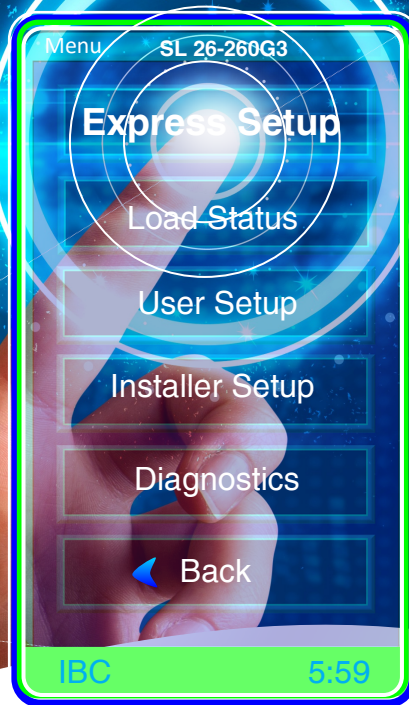 Menu SL 26-260G3
Express Setup
Load Status
User Setup
Installer Setup
Diagnostics
Back
IBC 5:59